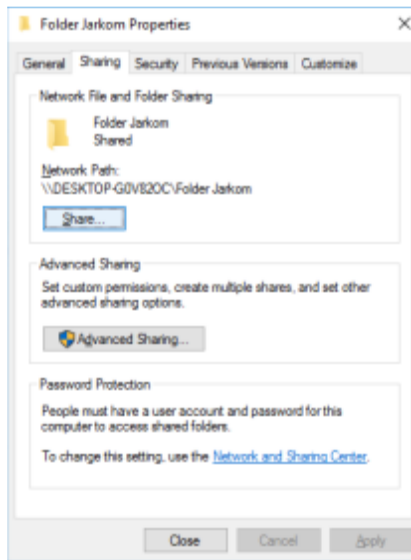 Folder Jarkom Properties
General Sharing Security Previous Versions Customize
Network File and Folder Sharing
Folder Jarkom
Shared
Network Path:
\\DESKTOP-G0V82OC\Folder Jarkom
Share...
Advanced Sharing
Set custom permissions, create multiple shares, and set other
advanced sharing options.
Advanced Sharing...
Password Protection
People must have a user account and password for this
computer to access shared folders.
To change this setting, use the Network and Sharing Center.
Close Cancel Apply